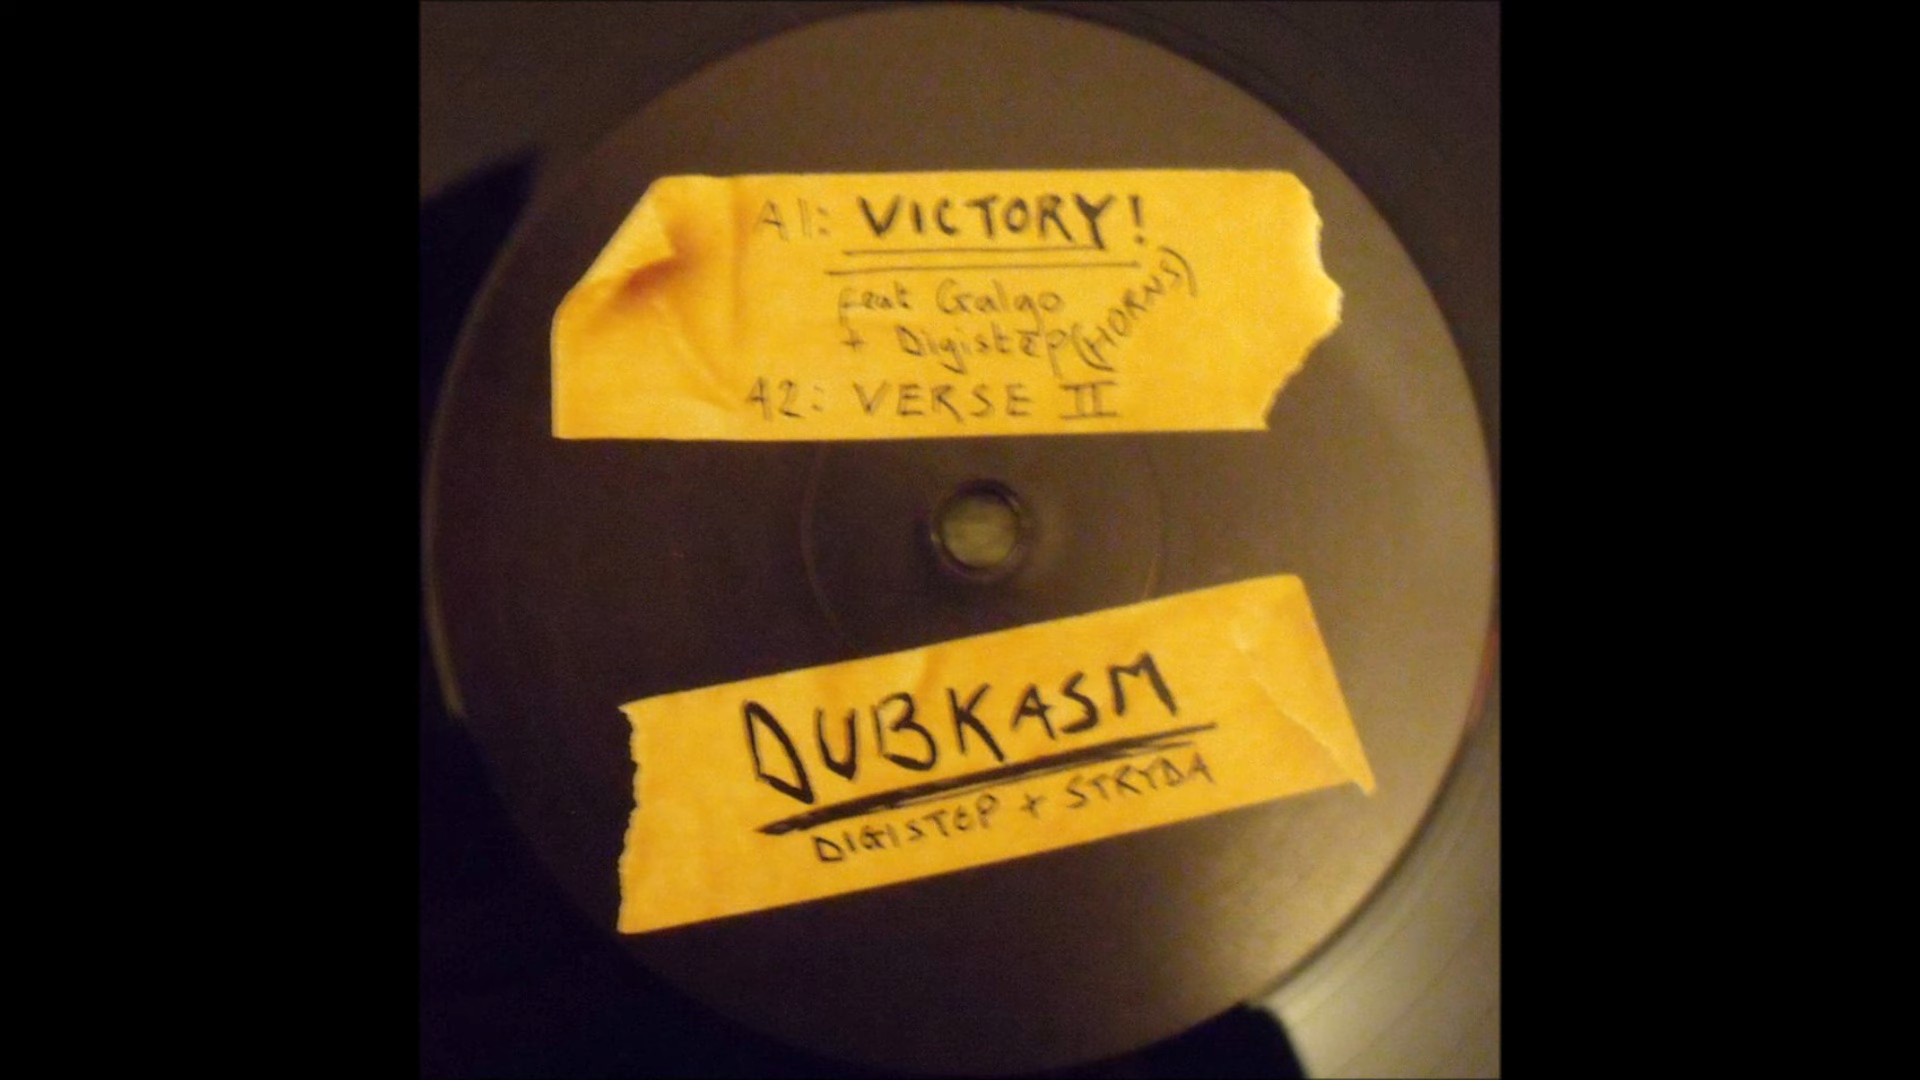 A1: VICTORY!
feat Galgo
+ Digistep (HORNS)
A2: VERSE II
DUBKASM
DIGISTEP + STRYDA